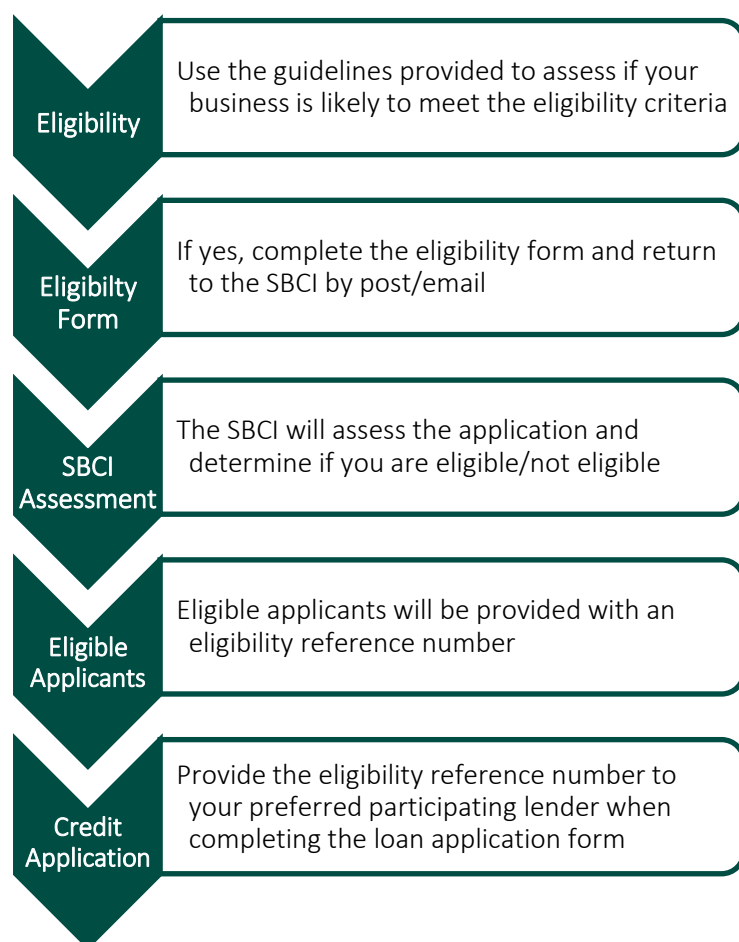 Eligibility
Use the guidelines provided to assess if your
business is likely to meet the eligibility criteria
Eligibilty
Form
If yes, complete the eligibility form and return
to the SBCI by post/email
SBCI
Assessment
The SBCI will assess the application and
determine if you are eligible/not eligible
Eligible
Applicants
Eligible applicants will be provided with an
eligibility reference number
Credit
Application
Provide the eligibility reference number to
your preferred participating lender when
completing the loan application form